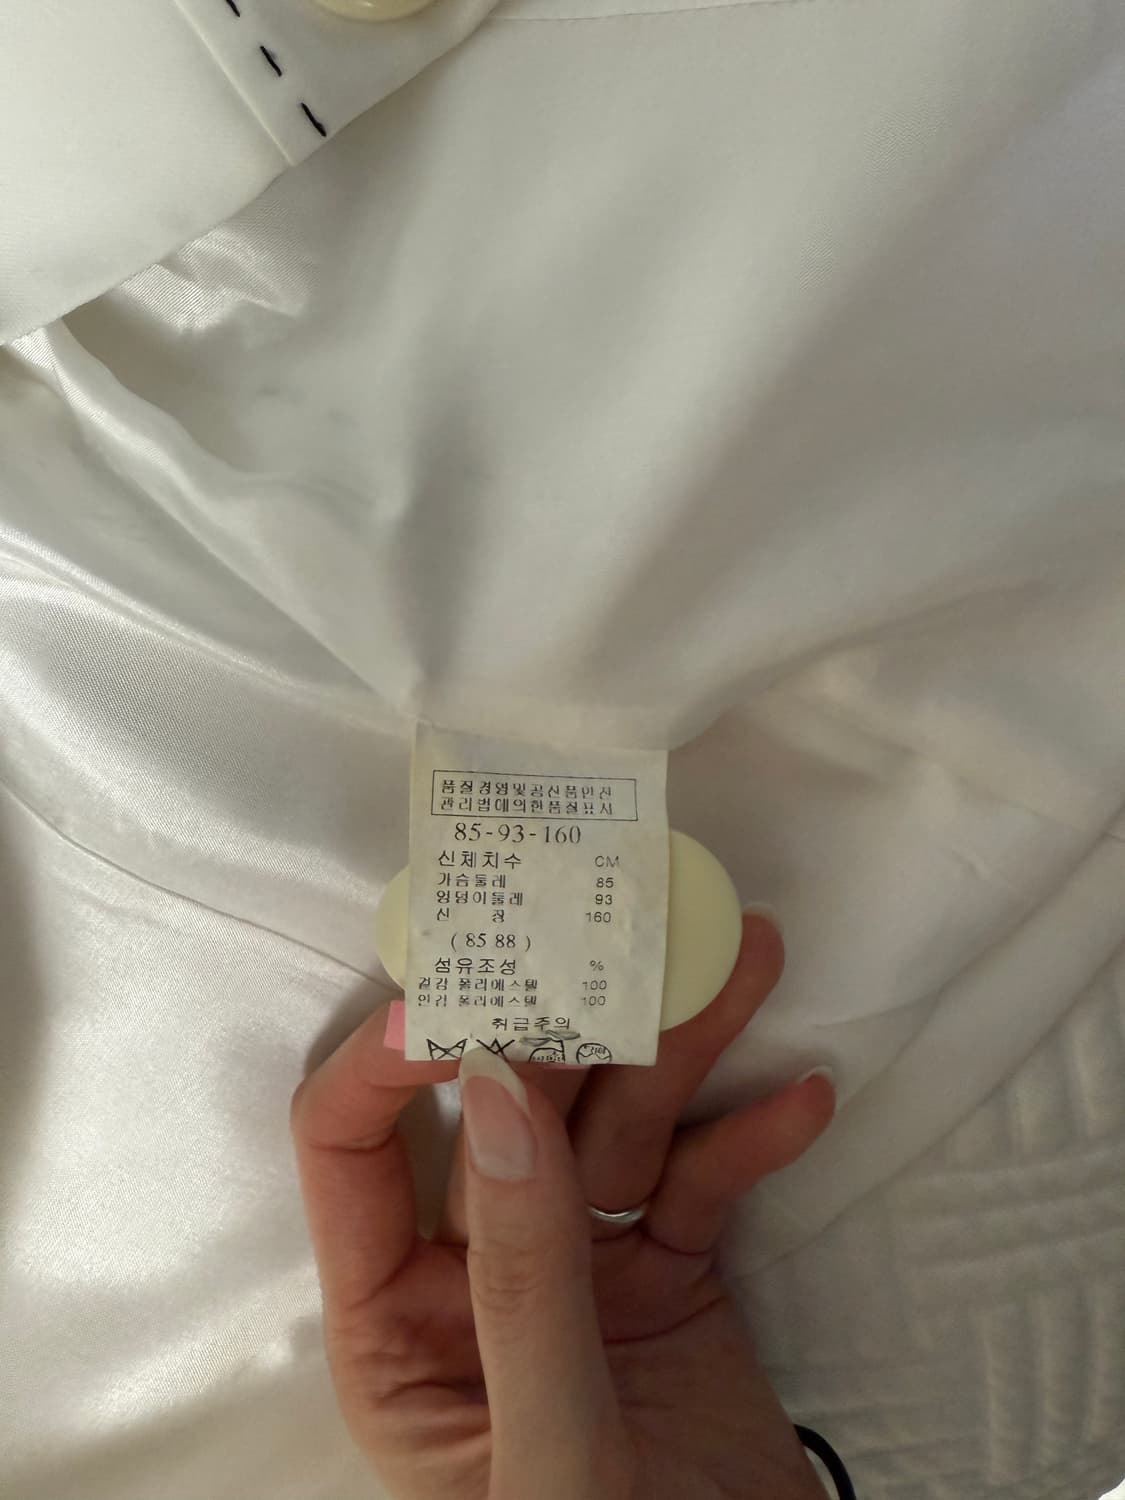 품질경영및공산품안전
관리법에의한품질표시
85-93-160
신체치수 CM
가슴둘레 85
엉덩이둘레 93
신 장 160
( 85 88 )
섬유조성 %
겉감 폴리에스텔 100
안감 폴리에스텔 100
취급주의